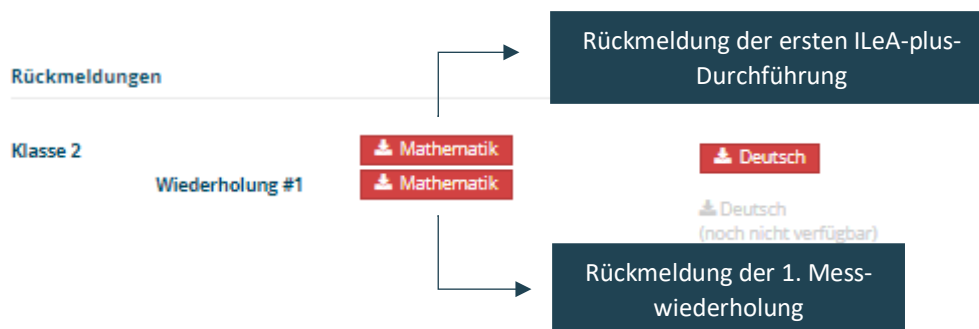 Rückmeldung der ersten ILeA-plus-
Durchführung
Rückmeldungen
Klasse 2
Mathematik
Deutsch
Wiederholung #1
Mathematik
Deutsch
(noch nicht verfügbar)
Rückmeldung der 1. Mess-
wiederholung